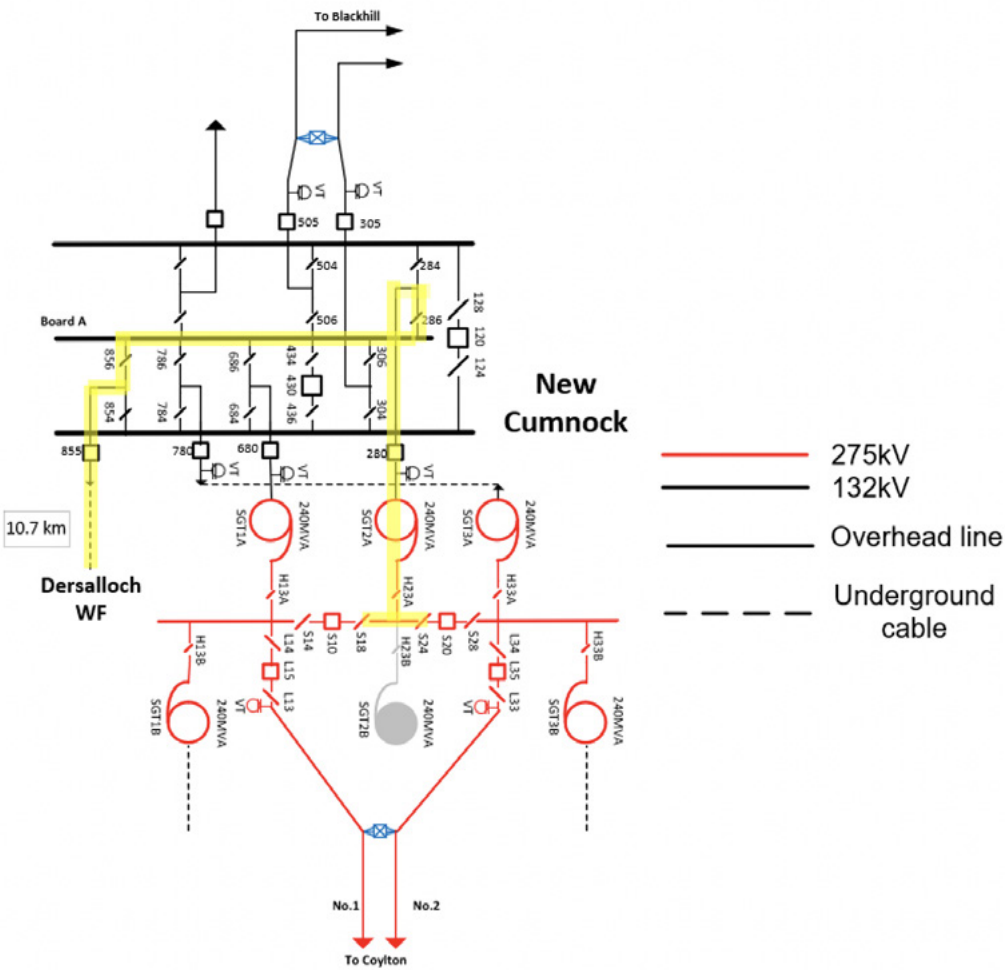 To Blackhill
VT
VT
505
305
504
284
128
Board A
506
286
120
856
786
686
434
306
124
430
854
784
684
436
304
New
Cumnock
855
780
680
280
VT
VT
VT
275kV
132kV
Overhead line
Underground
cable
10.7 km
Dersalloch
WF
SGT1A
240MVA
SGT2A
240MVA
SGT3A
240MVA
H13A
H23A
H33A
S14
S10
S18
S24
S20
S28
H13B
L14
H23B
L34
H33B
L15
L35
L13
L33
VT
VT
SGT1B
240MVA
SGT2B
240MVA
SGT3B
240MVA
No.1
No.2
To Coylton